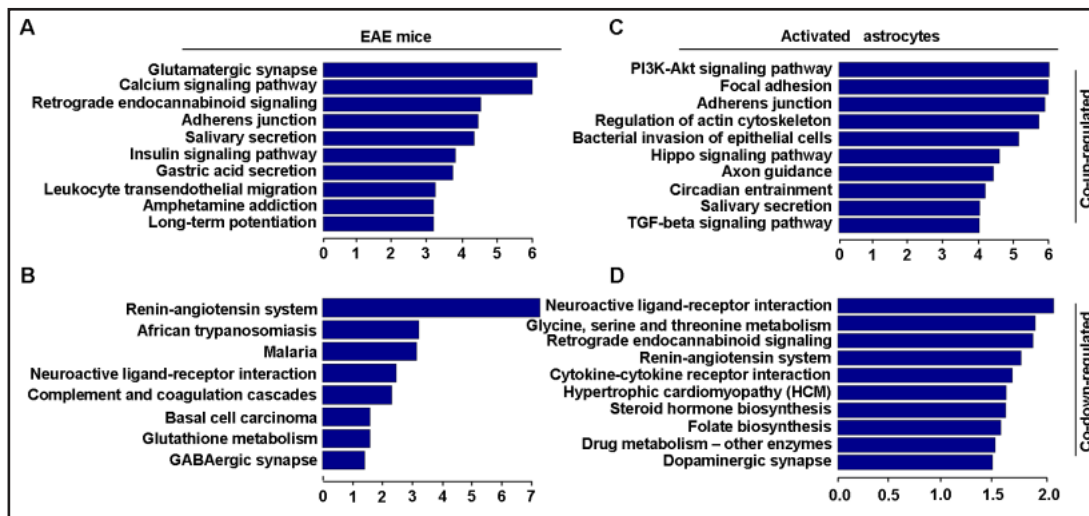 A
EAE mice
Glutamatergic synapse
Calcium signaling pathway
Retrograde endocannabinoid signaling
Adherens junction
Salivary secretion
Insulin signaling pathway
Gastric acid secretion
Leukocyte transendothelial migration
Amphetamine addiction
Long-term potentiation
0 1 2 3 4 5 6
B
Renin-angiotensin system
African trypanosomiasis
Malaria
Neuroactive ligand-receptor interaction
Complement and coagulation cascades
Basal cell carcinoma
Glutathione metabolism
GABAergic synapse
0 1 2 3 4 5 6 7
C
Activated astrocytes
PI3K-Akt signaling pathway
Focal adhesion
Adherens junction
Regulation of actin cytoskeleton
Bacterial invasion of epithelial cells
Hippo signaling pathway
Axon guidance
Circadian entrainment
Salivary secretion
TGF-beta signaling pathway
0 1 2 3 4 5 6
Co-up-regulated
D
Neuroactive ligand-receptor interaction
Glycine, serine and threonine metabolism
Retrograde endocannabinoid signaling
Renin-angiotensin system
Cytokine-cytokine receptor interaction
Hypertrophic cardiomyopathy (HCM)
Steroid hormone biosynthesis
Folate biosynthesis
Drug metabolism – other enzymes
Dopaminergic synapse
0.0 0.5 1.0 1.5 2.0
Co-down-regulated